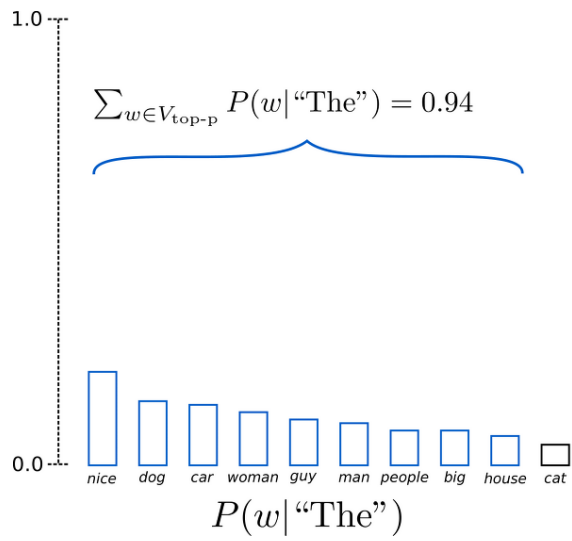 1.0
∑w∈Vtop-p P(w|“The”) = 0.94
0.0
nice dog car woman guy man people big house cat
P(w|“The”)